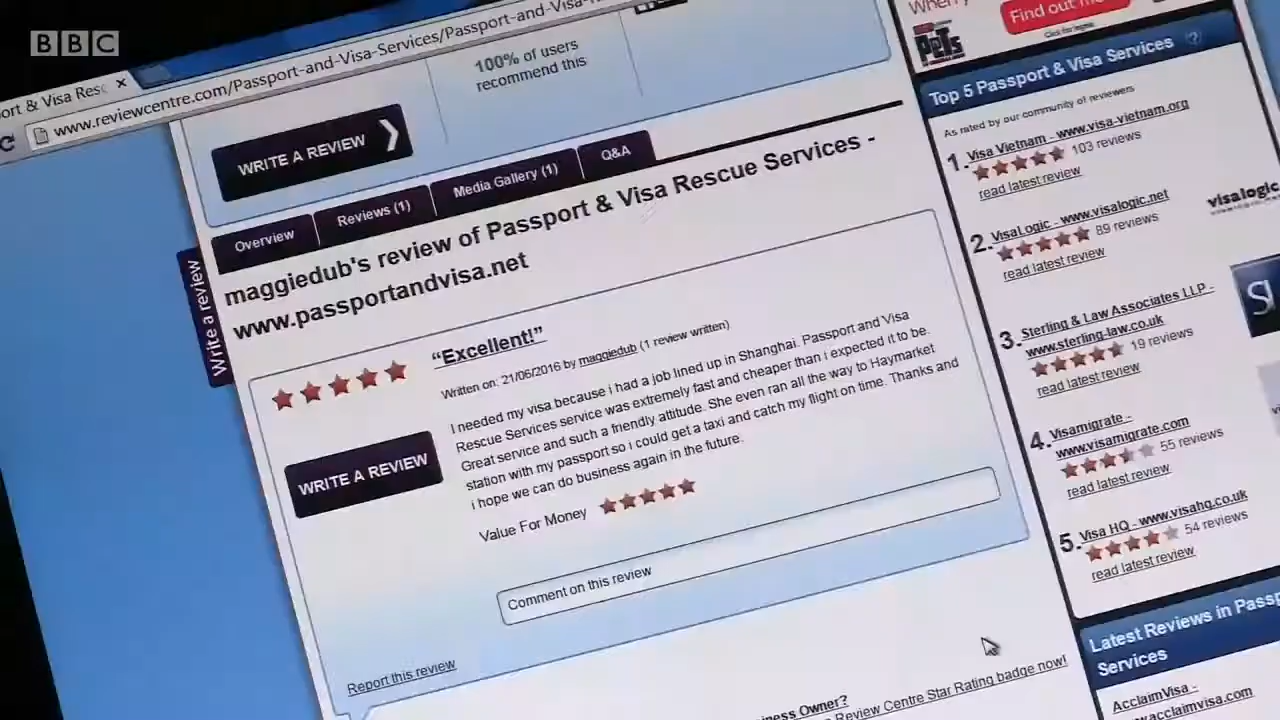 BBC
ort & Visa Res
www.reviewcentre.com/Passport-and-Visa-Services/Passport-and-Visa-
100% of users
recommend this
WRITE A REVIEW
Overview
Reviews (1)
Media Gallery (1)
Q&A
maggiedub's review of Passport & Visa Rescue Services -
www.passportandvisa.net
Write a review
"Excellent!"
Written on: 21/06/2016 by maggiedub (1 review written)
I needed my visa because i had a job lined up in Shanghai. Passport and Visa
Rescue Services service was extremely fast and cheaper than i expected it to be.
Great service and such a friendly attitude. She even ran all the way to Haymarket
station with my passport so i could get a taxi and catch my flight on time. Thanks and
i hope we can do business again in the future.
WRITE A REVIEW
Value For Money
Comment on this review
Report this review
iness Owner?
Review Centre Star Rating badge now!
Find out
Click for
PETS
Top 5 Passport & Visa Services
?
As rated by our community of reviewers
1. Visa Vietnam - www.visa-vietnam.org
103 reviews
read latest review
2. VisaLogic - www.visalogic.net
89 reviews
read latest review
visalogic
3. Sterling & Law Associates LLP -
www.sterling-law.co.uk
19 reviews
read latest review
SL
4. Visamigrate -
www.visamigrate.com
55 reviews
read latest review
5. Visa HQ - www.visahq.co.uk
54 reviews
read latest review
Latest Reviews in Passp
Services
AcclaimVisa -
www.acclaimvisa.com